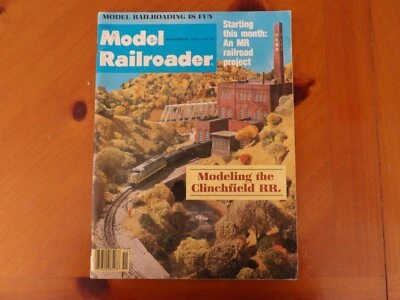 MODEL RAILROADING IS FUN
Model
Railroader
Starting
this month:
An MR
railroad
project
Modeling the
Clinchfield RR.